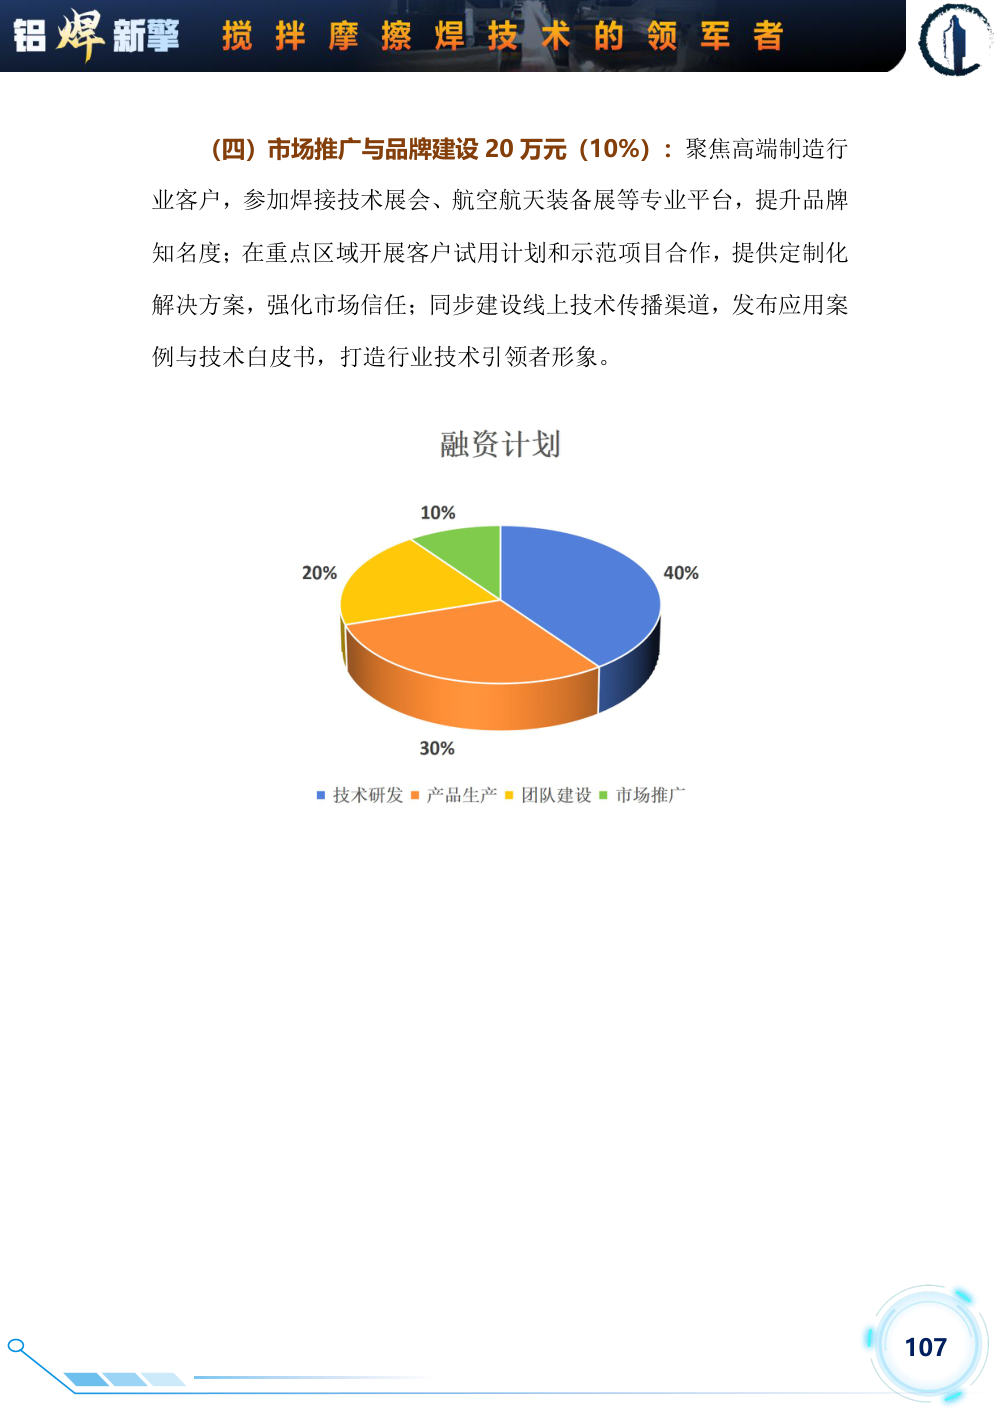 铝焊新擎 搅拌摩擦焊技术的领军者
（四）市场推广与品牌建设 20 万元（10%）：聚焦高端制造行
业客户，参加焊接技术展会、航空航天装备展等专业平台，提升品牌
知名度；在重点区域开展客户试用计划和示范项目合作，提供定制化
解决方案，强化市场信任；同步建设线上技术传播渠道，发布应用案
例与技术白皮书，打造行业技术引领者形象。
融资计划
10%
20%
40%
30%
技术研发 产品生产 团队建设 市场推广
107